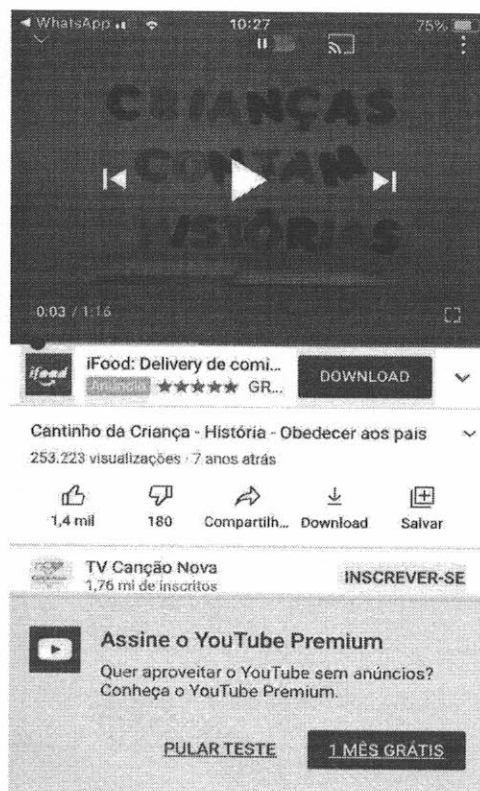 WhatsApp
10:27
75%
CRIANÇAS
CONTAM
HISTÓRIAS
0:03 / 1:16
ifood
iFood: Delivery de comi...
DOWNLOAD
Anúncio ★★★★★ GR...
Cantinho da Criança - História - Obedecer aos pais
253.223 visualizações · 7 anos atrás
1,4 mil
180
Compartilh...
Download
Salvar
TV Canção Nova
1,76 mi de inscritos
INSCREVER-SE
Assine o YouTube Premium
Quer aproveitar o YouTube sem anúncios?
Conheça o YouTube Premium.
PULAR TESTE
1 MÊS GRÁTIS